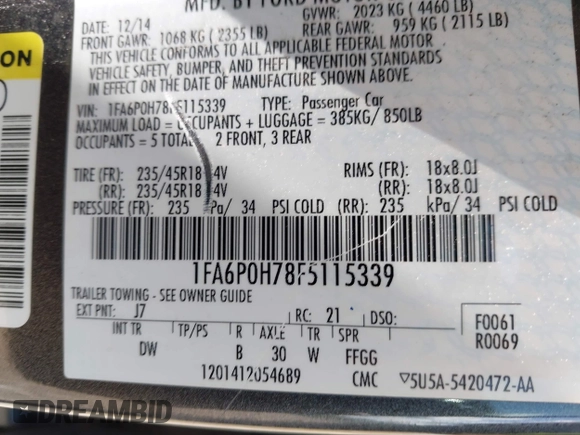 MFD. BY FORD MOTOR
12/14
GVWR: 2023 KG ( 4460 LB)
FRONT GAWR: 1068 KG ( 2355 LB)
REAR GAWR: 959 KG ( 2115 LB)
THIS VEHICLE CONFORMS TO ALL APPLICABLE FEDERAL MOTOR
VEHICLE SAFETY, BUMPER, AND THEFT PREVENTION STANDARDS
IN EFFECT ON THE DATE OF MANUFACTURE SHOWN ABOVE.
VIN: 1FA6P0H78F5115339 TYPE: Passenger Car
MAXIMUM LOAD = OCCUPANTS + LUGGAGE = 385KG/ 850LB
OCCUPANTS = 5 TOTAL 2 FRONT, 3 REAR
TIRE (FR): 235/45R18 4V RIMS (FR): 18x8.0J
(RR): 235/45R18 4V (RR): 18x8.0J
PRESSURE (FR): 235 kPa/ 34 PSI COLD (RR): 235 kPa/ 34 PSI COLD
1FA6P0H78F5115339
TRAILER TOWING - SEE OWNER GUIDE
EXT PNT: J7 RC: 21 DSO:
F0061
R0069
INT TR TP/PS R AXLE TR SPR
DW B 30 W FFGG
1201412054689 CMC ▽5U5A-5420472-AA
ON
DREAMBID